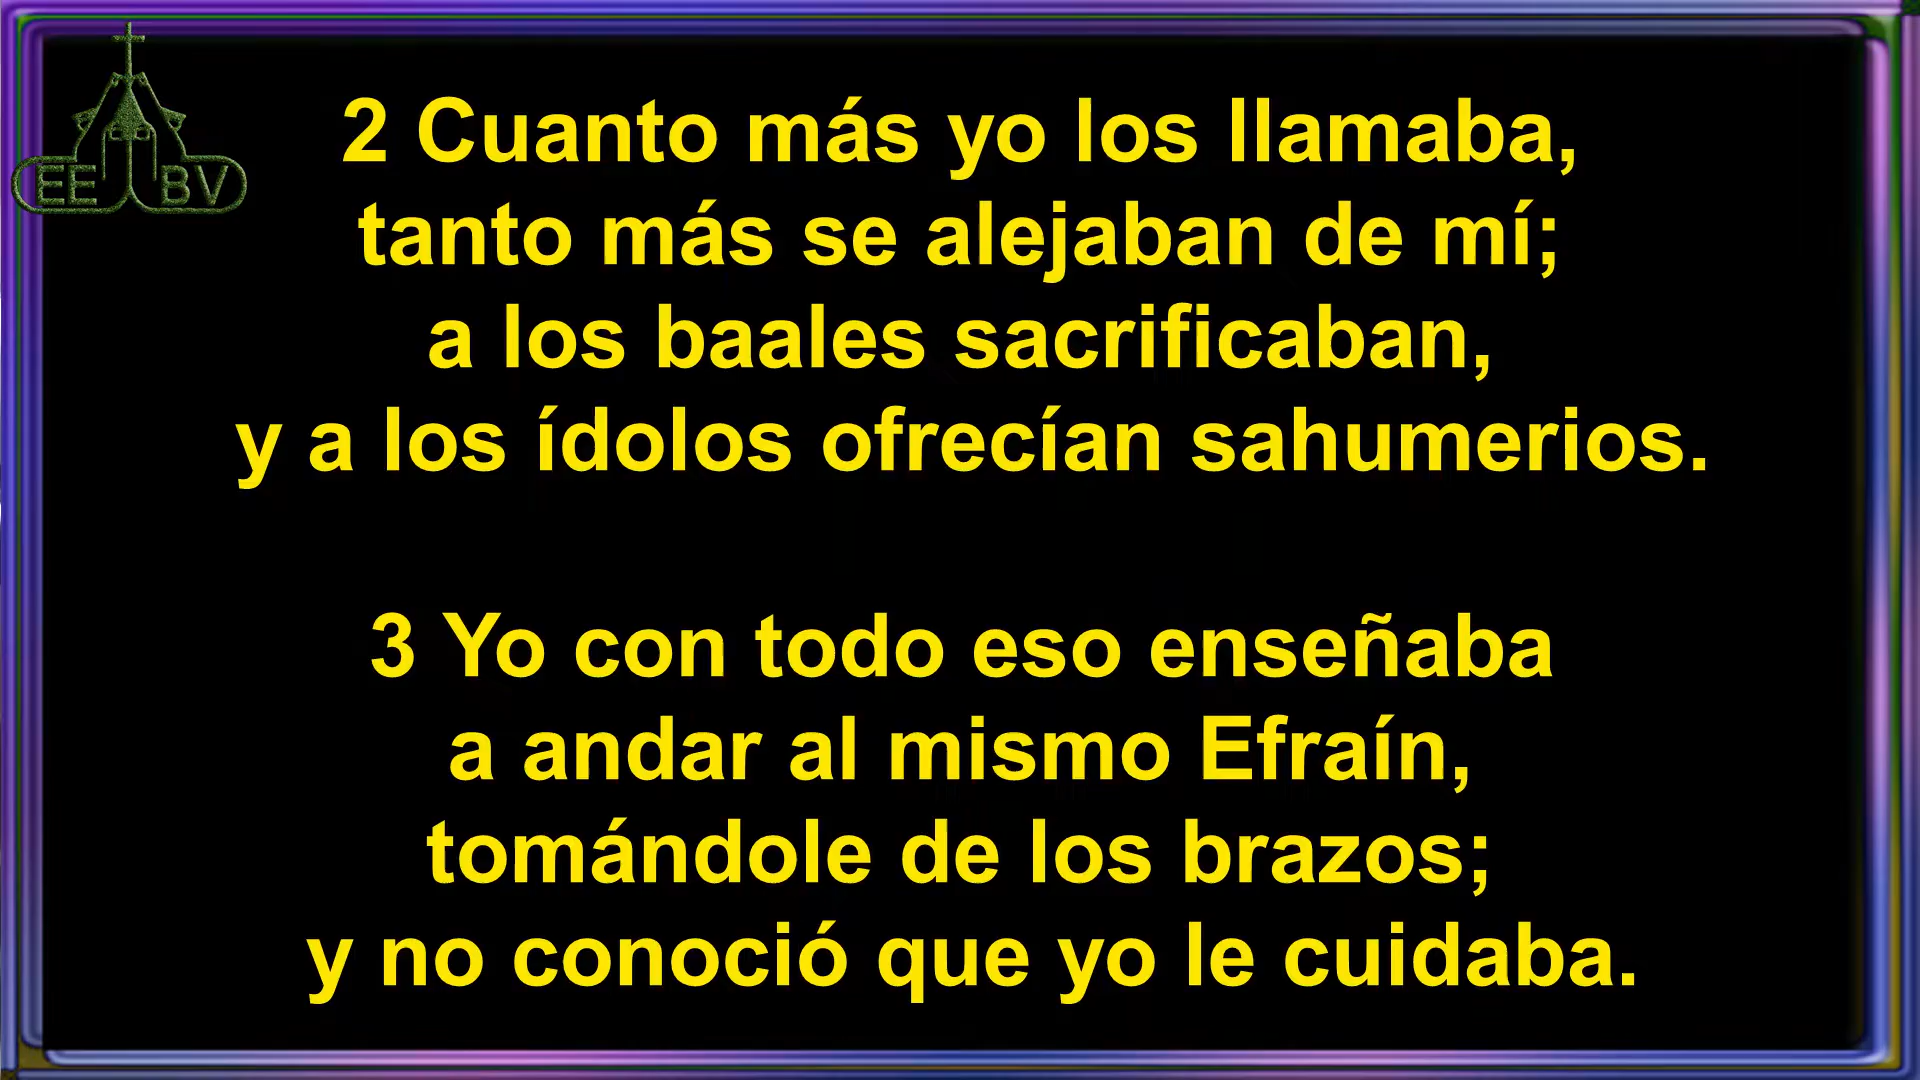 EE BV
2 Cuanto más yo los llamaba,
tanto más se alejaban de mí;
a los baales sacrificaban,
y a los ídolos ofrecían sahumerios.
3 Yo con todo eso enseñaba
a andar al mismo Efraín,
tomándole de los brazos;
y no conoció que yo le cuidaba.